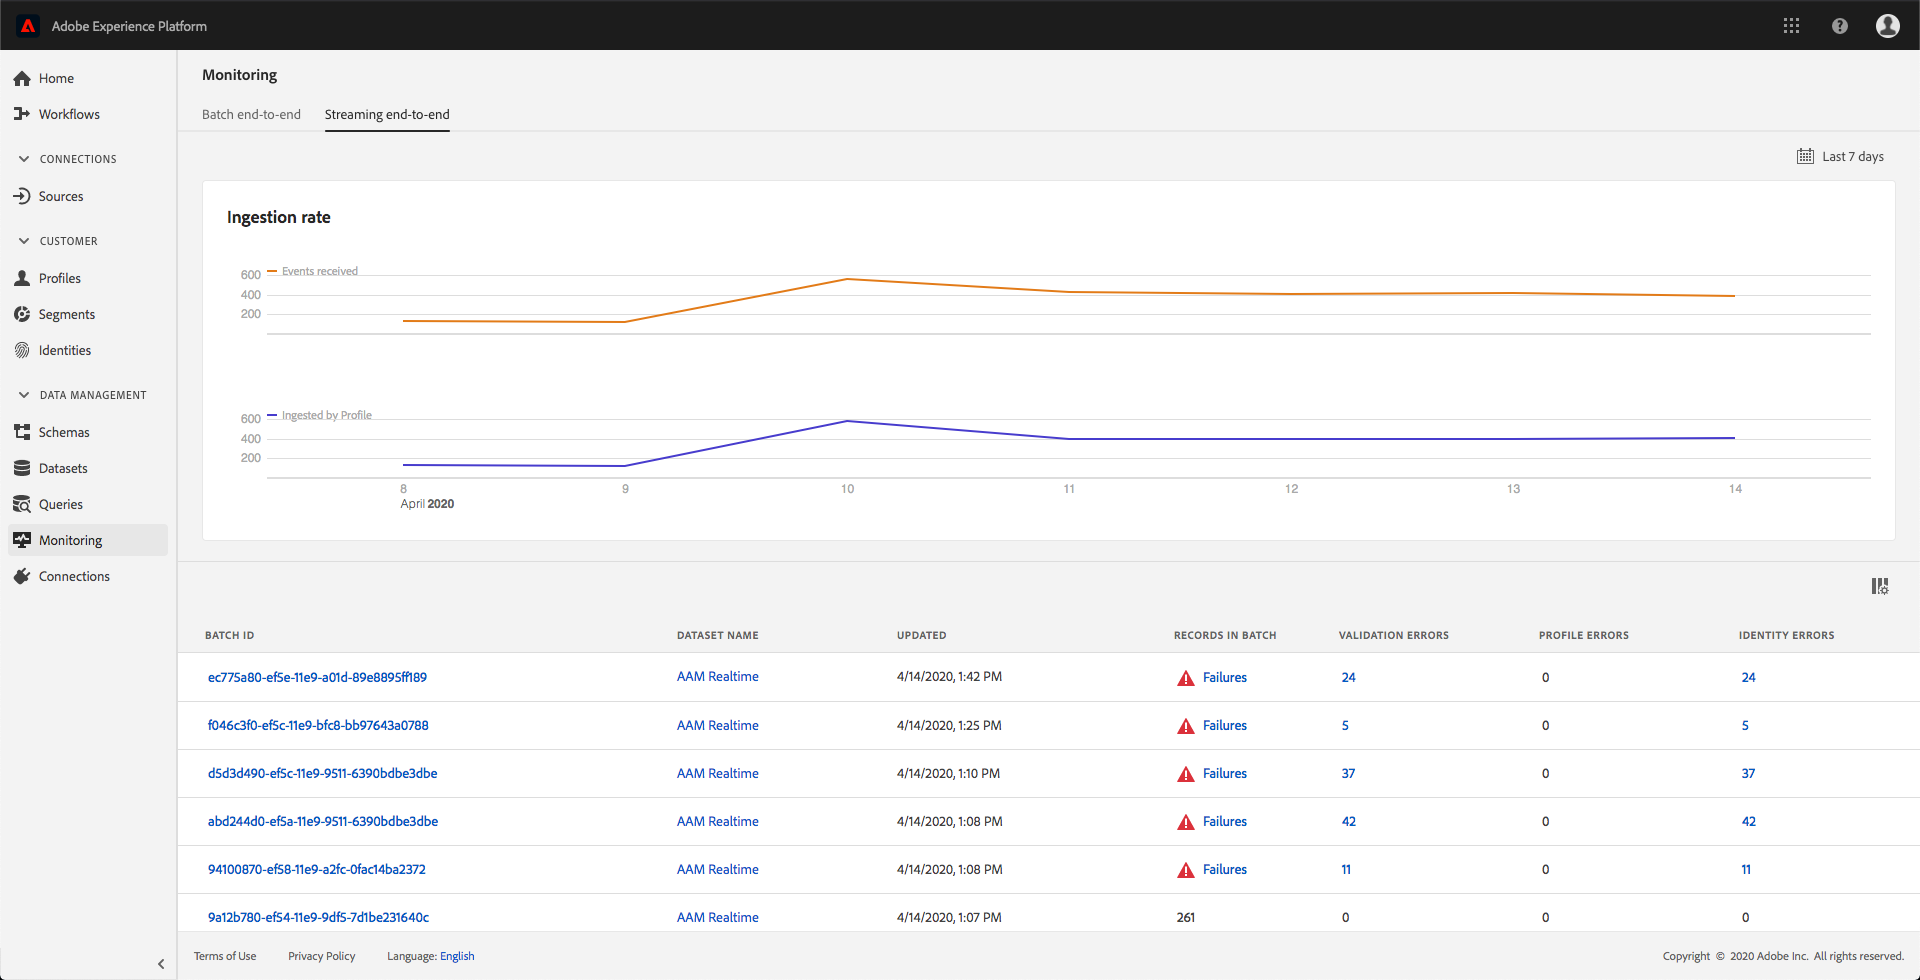 Adobe Experience Platform
Home
Workflows
CONNECTIONS
Sources
CUSTOMER
Profiles
Segments
Identities
DATA MANAGEMENT
Schemas
Datasets
Queries
Monitoring
Connections
Monitoring
Batch end-to-end Streaming end-to-end
Last 7 days
Ingestion rate
600 Events received
400
200
600 Ingested by Profile
400
200
8 9 10 11 12 13 14
April 2020
BATCH ID DATASET NAME UPDATED RECORDS IN BATCH VALIDATION ERRORS PROFILE ERRORS IDENTITY ERRORS
ec775a80-ef5e-11e9-a01d-89e8895ff189 AAM Realtime 4/14/2020, 1:42 PM Failures 24 0 24
f046c3f0-ef5c-11e9-bfc8-bb97643a0788 AAM Realtime 4/14/2020, 1:25 PM Failures 5 0 5
d5d3d490-ef5c-11e9-9511-6390bdbe3dbe AAM Realtime 4/14/2020, 1:10 PM Failures 37 0 37
abd244d0-ef5a-11e9-9511-6390bdbe3dbe AAM Realtime 4/14/2020, 1:08 PM Failures 42 0 42
94100870-ef58-11e9-a2fc-0fac14ba2372 AAM Realtime 4/14/2020, 1:08 PM Failures 11 0 11
9a12b780-ef54-11e9-9df5-7d1be231640c AAM Realtime 4/14/2020, 1:07 PM 261 0 0 0
Terms of Use Privacy Policy Language: English Copyright © 2020 Adobe Inc. All rights reserved.